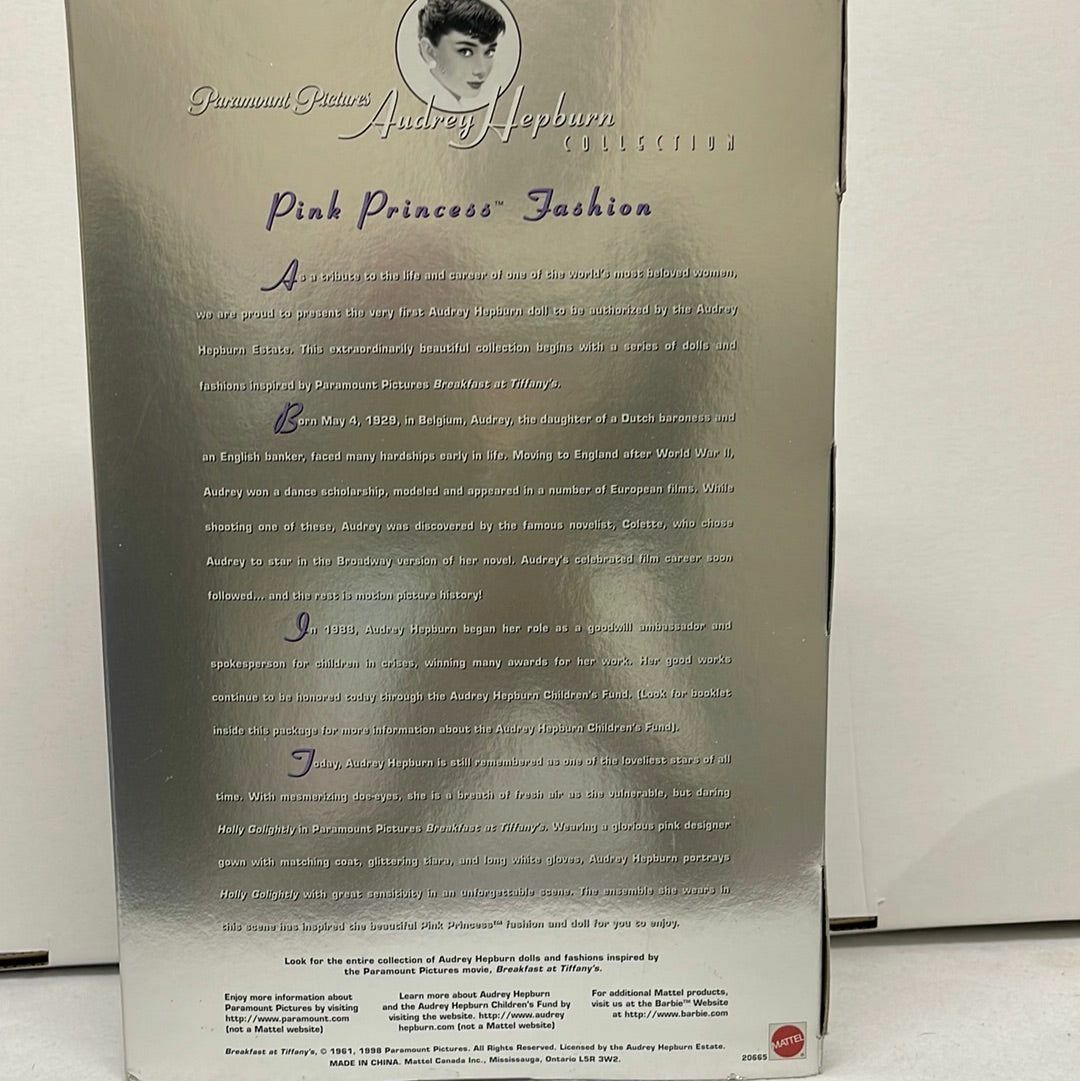 Paramount Pictures
Audrey Hepburn
COLLECTION
Pink Princess™ Fashion
As a tribute to the life and career of one of the world's most beloved women,
we are proud to present the very first Audrey Hepburn doll to be authorized by the Audrey
Hepburn Estate. This extraordinarily beautiful collection begins with a series of dolls and
fashions inspired by Paramount Pictures Breakfast at Tiffany's.
Born May 4, 1929, in Belgium, Audrey, the daughter of a Dutch baroness and
an English banker, faced many hardships early in life. Moving to England after World War II,
Audrey won a dance scholarship, modeled and appeared in a number of European films. While
shooting one of these, Audrey was discovered by the famous novelist, Colette, who chose
Audrey to star in the Broadway version of her novel. Audrey's celebrated film career soon
followed... and the rest is motion picture history!
In 1988, Audrey Hepburn began her role as a goodwill ambassador and
spokesperson for children in crises, winning many awards for her work. Her good works
continue to be honored today through the Audrey Hepburn Children's Fund. (Look for booklet
inside this package for more information about the Audrey Hepburn Children's Fund).
Today, Audrey Hepburn is still remembered as one of the loveliest stars of all
time. With mesmerizing doe-eyes, she is a breath of fresh air as the vulnerable, but daring
Holly Golightly in Paramount Pictures Breakfast at Tiffany's. Wearing a glorious pink designer
gown with matching coat, glittering tiara, and long white gloves, Audrey Hepburn portrays
Holly Golightly with great sensitivity in an unforgettable scene. The ensemble she wears in
this scene has inspired the beautiful Pink Princess™ fashion and doll for you to enjoy.
Look for the entire collection of Audrey Hepburn dolls and fashions inspired by
the Paramount Pictures movie, Breakfast at Tiffany's.
Enjoy more information about
Paramount Pictures by visiting
http://www.paramount.com
(not a Mattel website)
Learn more about Audrey Hepburn
and the Audrey Hepburn Children's Fund by
visiting the website. http://www.audrey
hepburn.com (not a Mattel website)
For additional Mattel products,
visit us at the Barbie™ Website
at http://www.barbie.com
Breakfast at Tiffany's, © 1961, 1998 Paramount Pictures. All Rights Reserved. Licensed by the Audrey Hepburn Estate.
MADE IN CHINA. Mattel Canada Inc., Mississauga, Ontario L5R 3W2.
20665
MATTEL